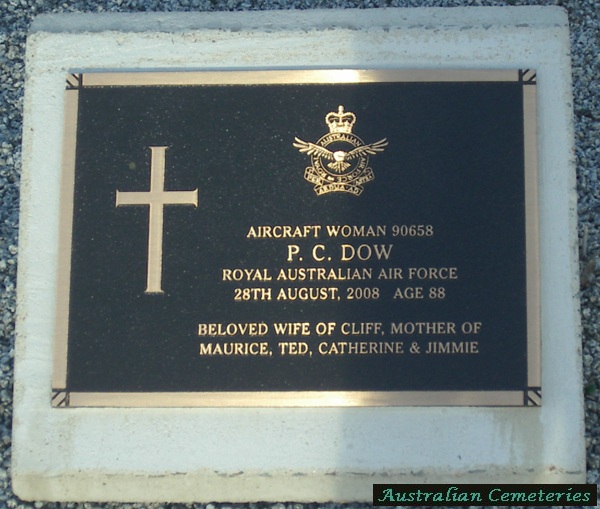 AUSTRALIAN
AIRCRAFT WOMAN 90658
P. C. DOW
ROYAL AUSTRALIAN AIR FORCE
28TH AUGUST, 2008 AGE 88
BELOVED WIFE OF CLIFF, MOTHER OF
MAURICE, TED, CATHERINE & JIMMIE
Australian Cemeteries